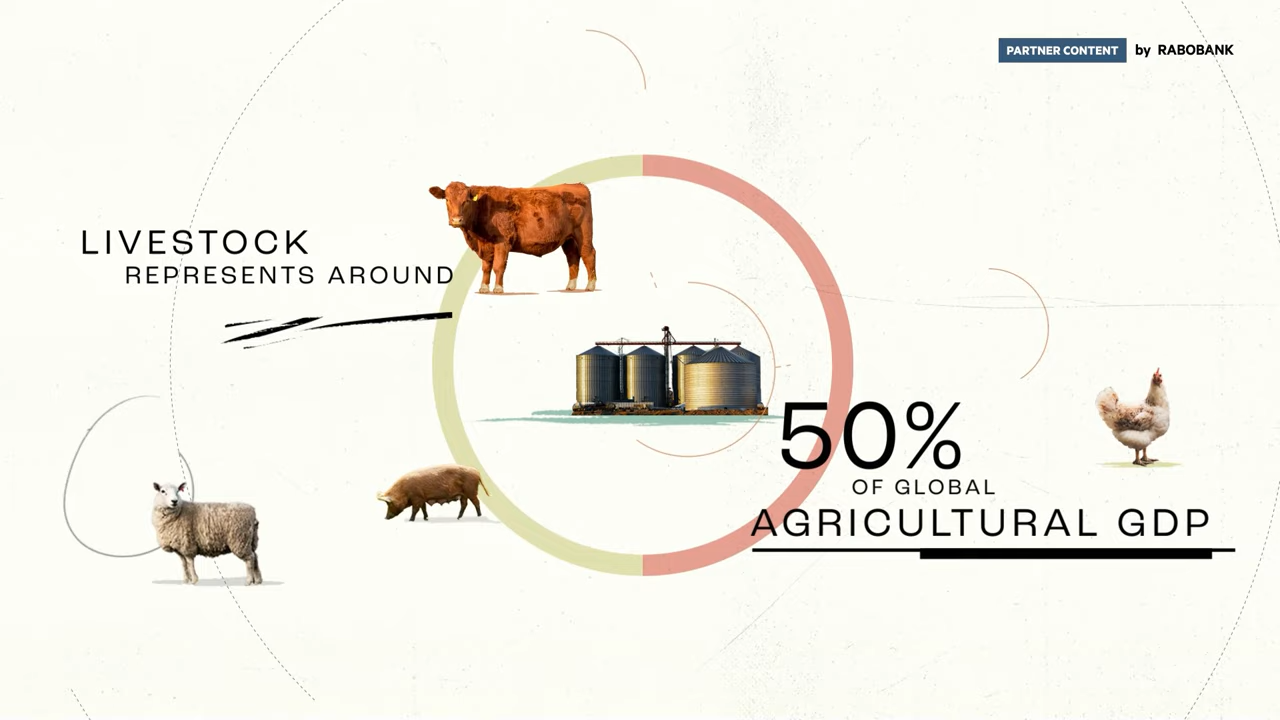 PARTNER CONTENT by RABOBANK
LIVESTOCK
REPRESENTS AROUND
50%
OF GLOBAL
AGRICULTURAL GDP